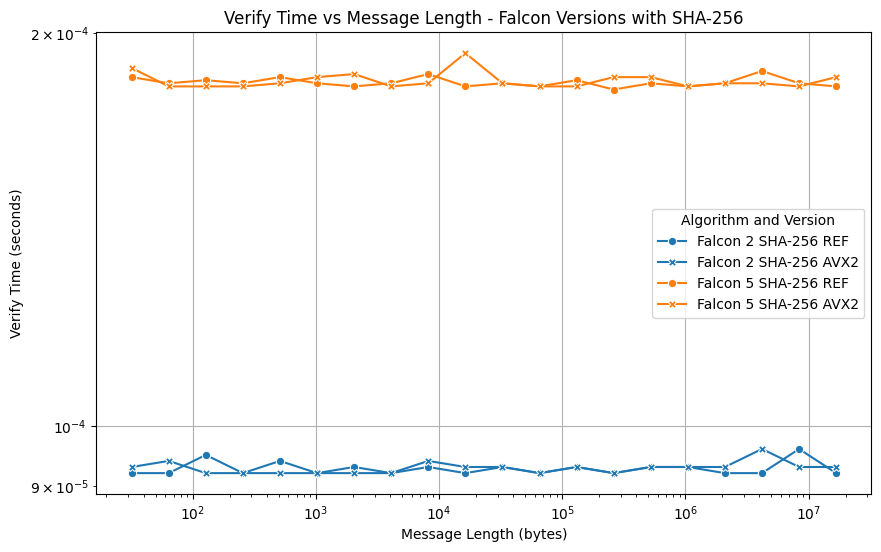 Verify Time vs Message Length - Falcon Versions with SHA-256
Verify Time (seconds)
2 × 10⁻⁴
10⁻⁴
9 × 10⁻⁵
Algorithm and Version
Falcon 2 SHA-256 REF
Falcon 2 SHA-256 AVX2
Falcon 5 SHA-256 REF
Falcon 5 SHA-256 AVX2
10² 10³ 10⁴ 10⁵ 10⁶ 10⁷
Message Length (bytes)